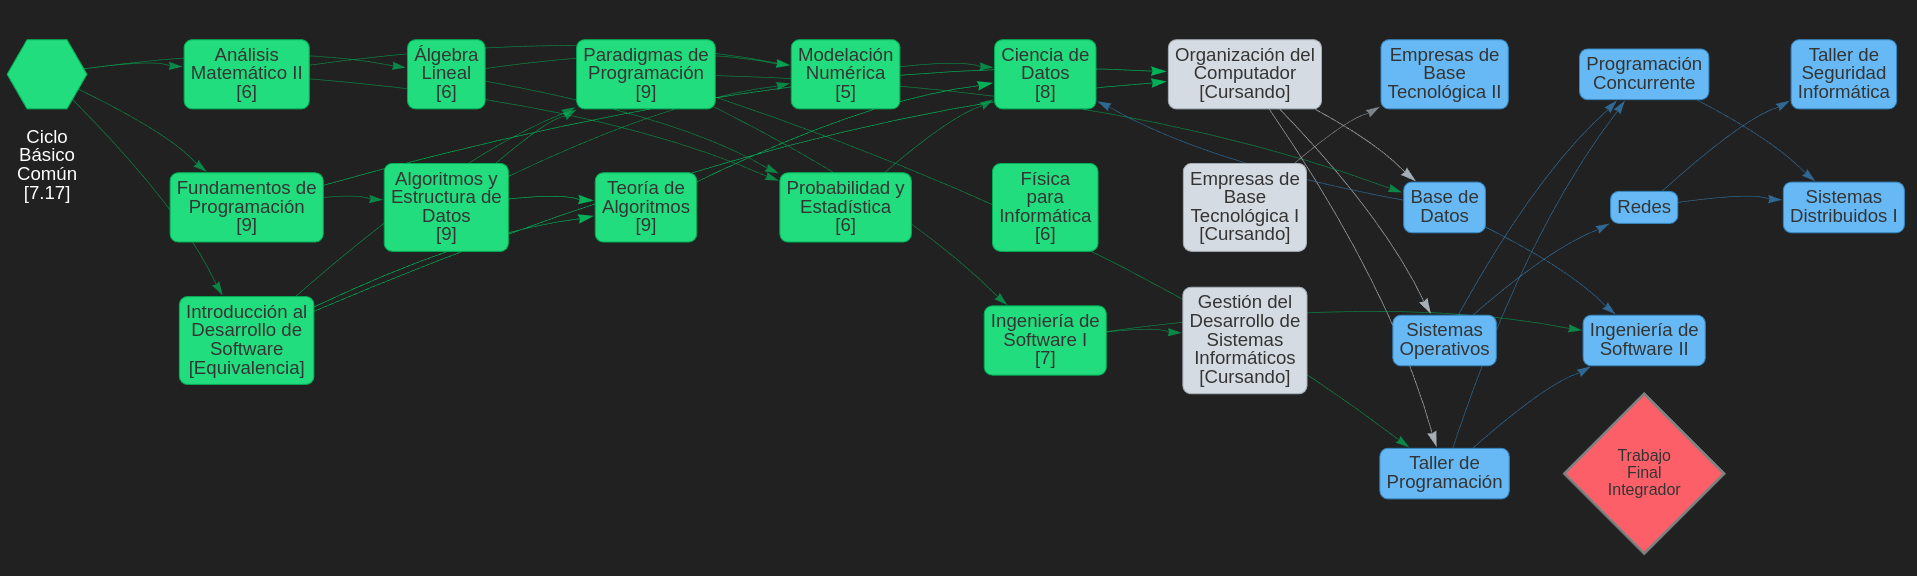 Ciclo
Básico
Común
[7.17]
Análisis
Matemático II
[6]
Fundamentos de
Programación
[9]
Introducción al
Desarrollo de
Software
[Equivalencia]
Álgebra
Lineal
[6]
Algoritmos y
Estructura de
Datos
[9]
Paradigmas de
Programación
[9]
Teoría de
Algoritmos
[9]
Modelación
Numérica
[5]
Probabilidad y
Estadística
[6]
Ciencia de
Datos
[8]
Física
para
Informática
[6]
Ingeniería de
Software I
[7]
Organización del
Computador
[Cursando]
Empresas de
Base
Tecnológica I
[Cursando]
Gestión del
Desarrollo de
Sistemas
Informáticos
[Cursando]
Empresas de
Base
Tecnológica II
Base de
Datos
Sistemas
Operativos
Taller de
Programación
Programación
Concurrente
Redes
Ingeniería de
Software II
Trabajo
Final
Integrador
Taller de
Seguridad
Informática
Sistemas
Distribuidos I